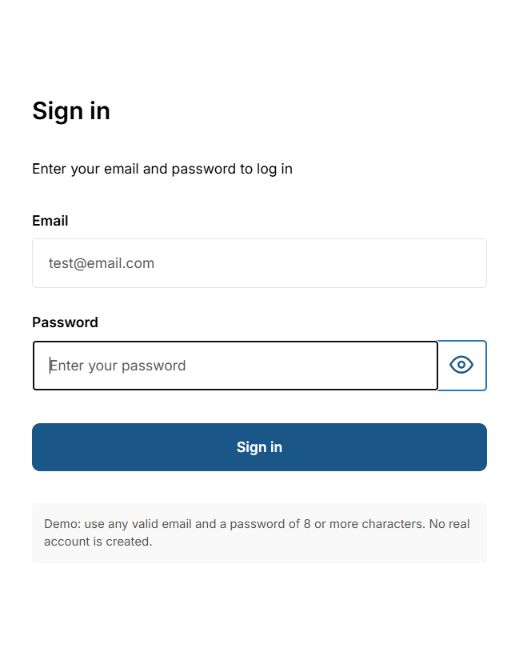 Sign in
Enter your email and password to log in
Email
test@email.com
Password
Enter your password
Sign in
Demo: use any valid email and a password of 8 or more characters. No real
account is created.